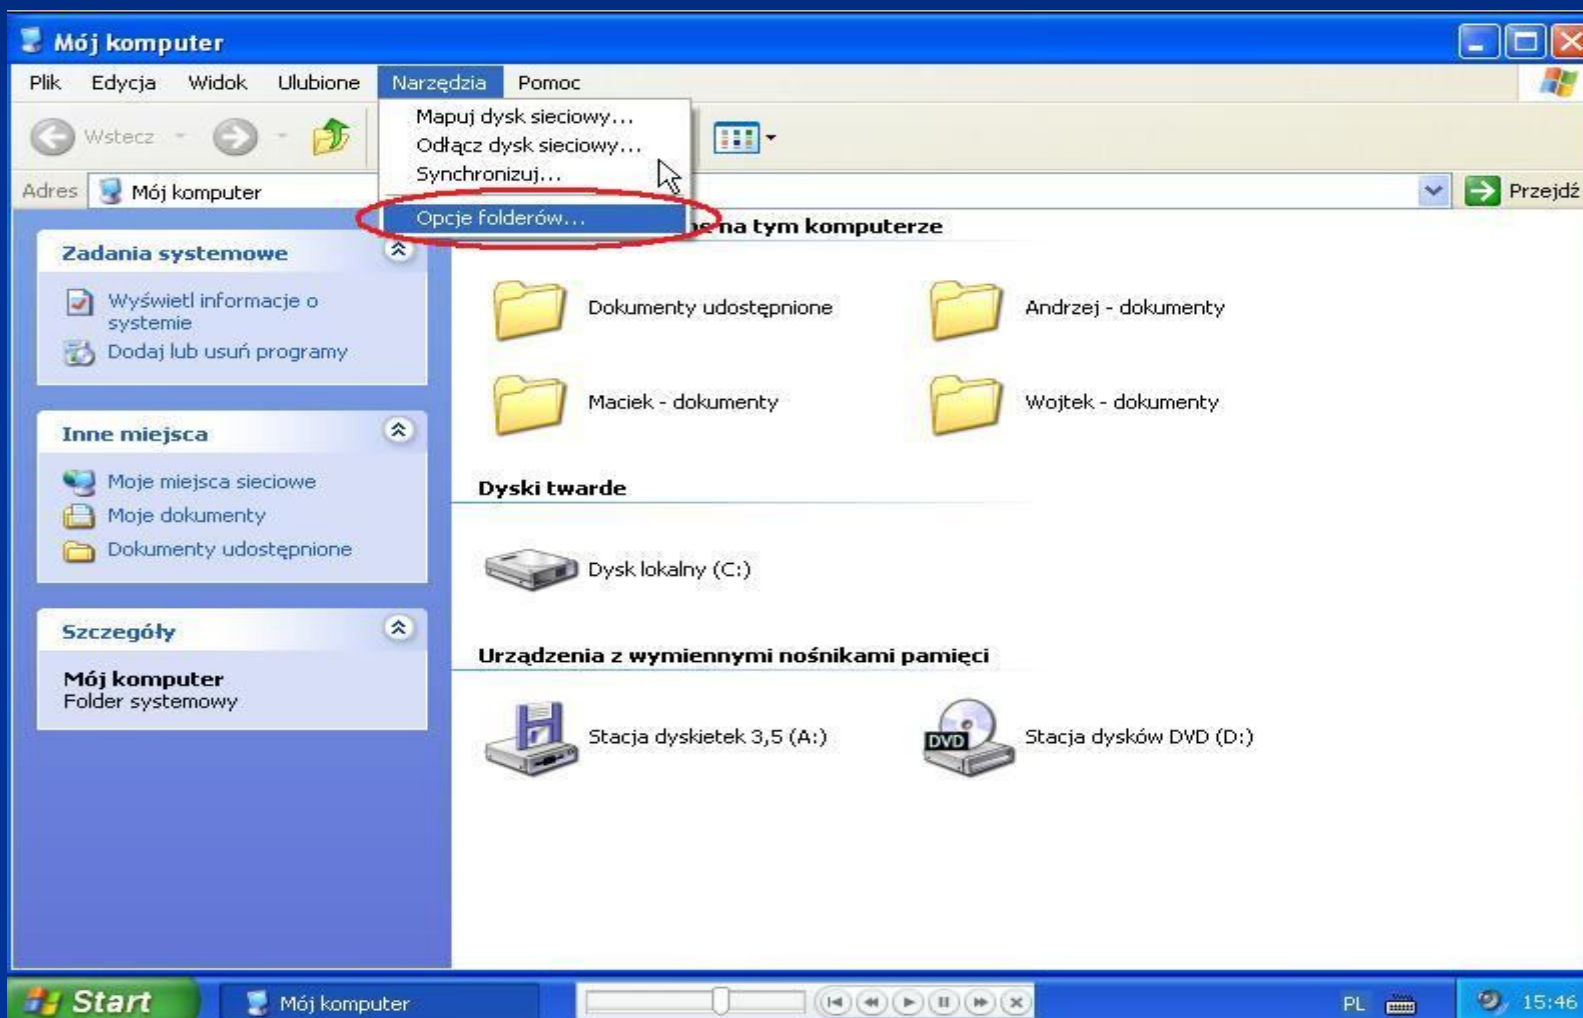 Mój komputer
Plik Edycja Widok Ulubione Narzędzia Pomoc
Mapuj dysk sieciowy...
Odłącz dysk sieciowy...
Synchronizuj...
Opcje folderów...
Wstecz
Adres Mój komputer Przejdź
na tym komputerze
Zadania systemowe
Wyświetl informacje o
systemie
Dodaj lub usuń programy
Inne miejsca
Moje miejsca sieciowe
Moje dokumenty
Dokumenty udostępnione
Szczegóły
Mój komputer
Folder systemowy
Dokumenty udostępnione Andrzej - dokumenty
Maciek - dokumenty Wojtek - dokumenty
Dyski twarde
Dysk lokalny (C:)
Urządzenia z wymiennymi nośnikami pamięci
Stacja dyskietek 3,5 (A:) DVD Stacja dysków DVD (D:)
Start Mój komputer PL 15:46